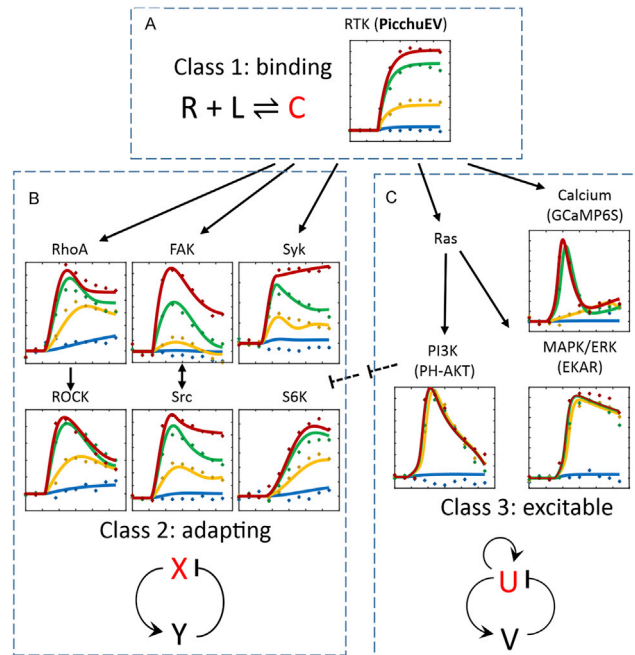 A
RTK (PicchuEV)
Class 1: binding
R + L ⇌ C
B
C
Calcium
(GCaMP6S)
Ras
RhoA
FAK
Syk
PI3K
(PH-AKT)
MAPK/ERK
(EKAR)
ROCK
Src
S6K
Class 2: adapting
Class 3: excitable
X
Y
U
V